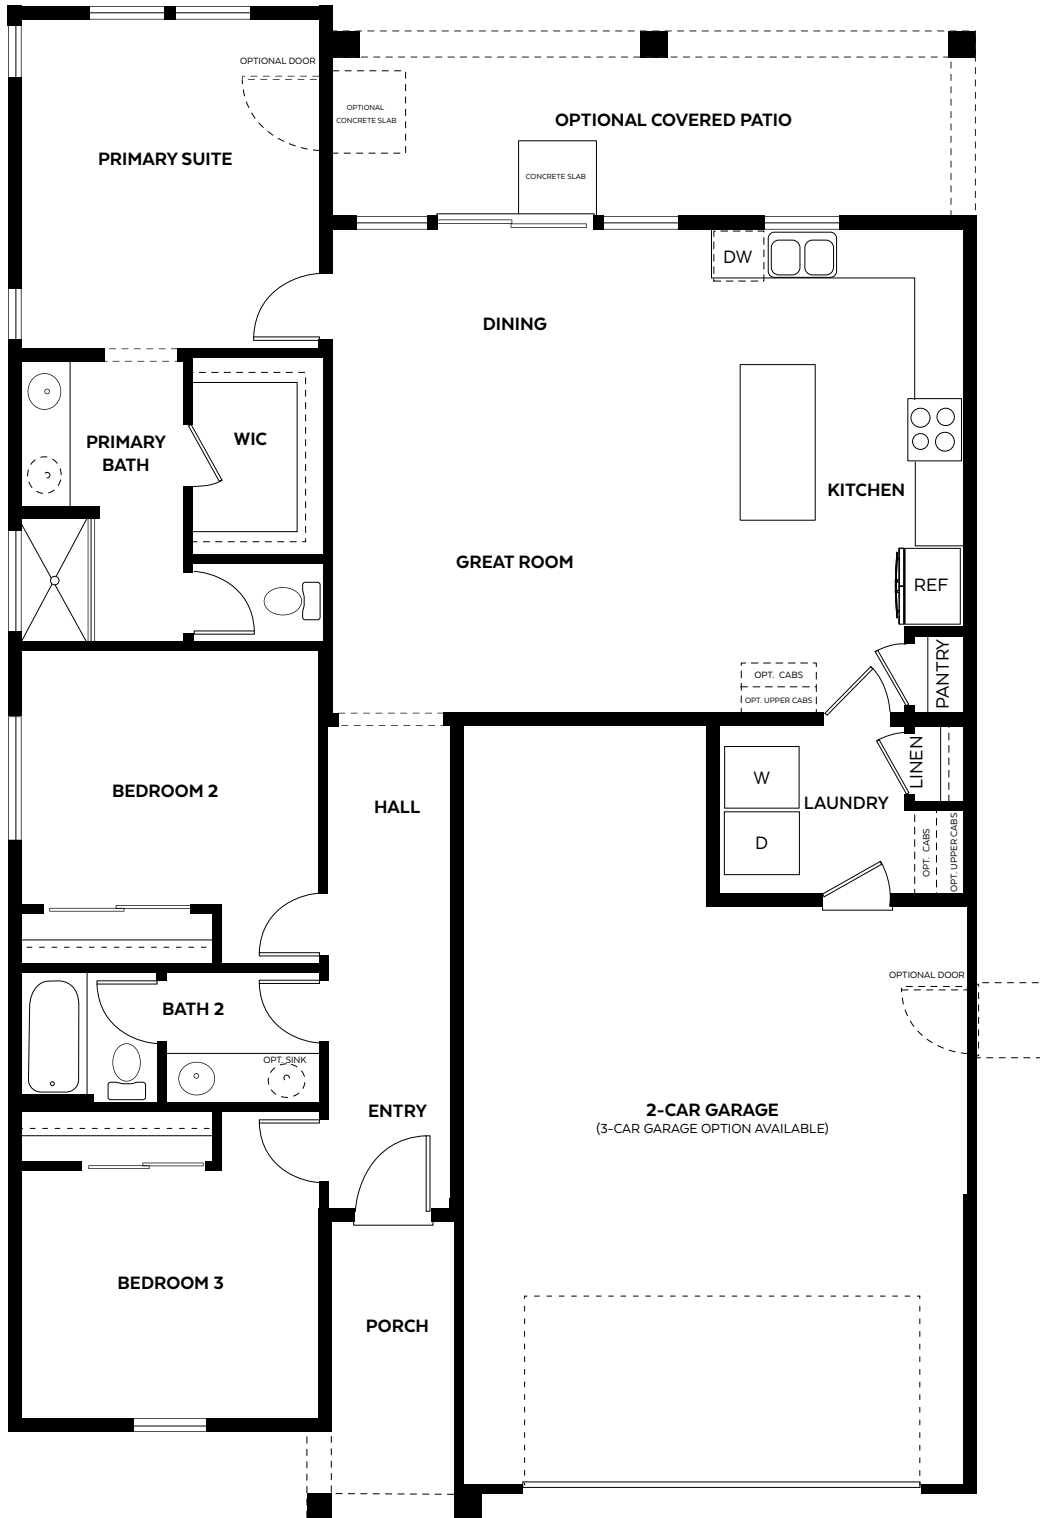 OPTIONAL DOOR
OPTIONAL
CONCRETE SLAB
OPTIONAL COVERED PATIO
PRIMARY SUITE
CONCRETE SLAB
DW
DINING
PRIMARY
BATH
WIC
KITCHEN
GREAT ROOM
REF
PANTRY
OPT. CABS
OPT. UPPER CABS
LINEN
W
LAUNDRY
D
OPT. CABS
OPT. UPPER CABS
BEDROOM 2
HALL
OPTIONAL DOOR
BATH 2
OPT. SINK
ENTRY
2-CAR GARAGE
(3-CAR GARAGE OPTION AVAILABLE)
BEDROOM 3
PORCH